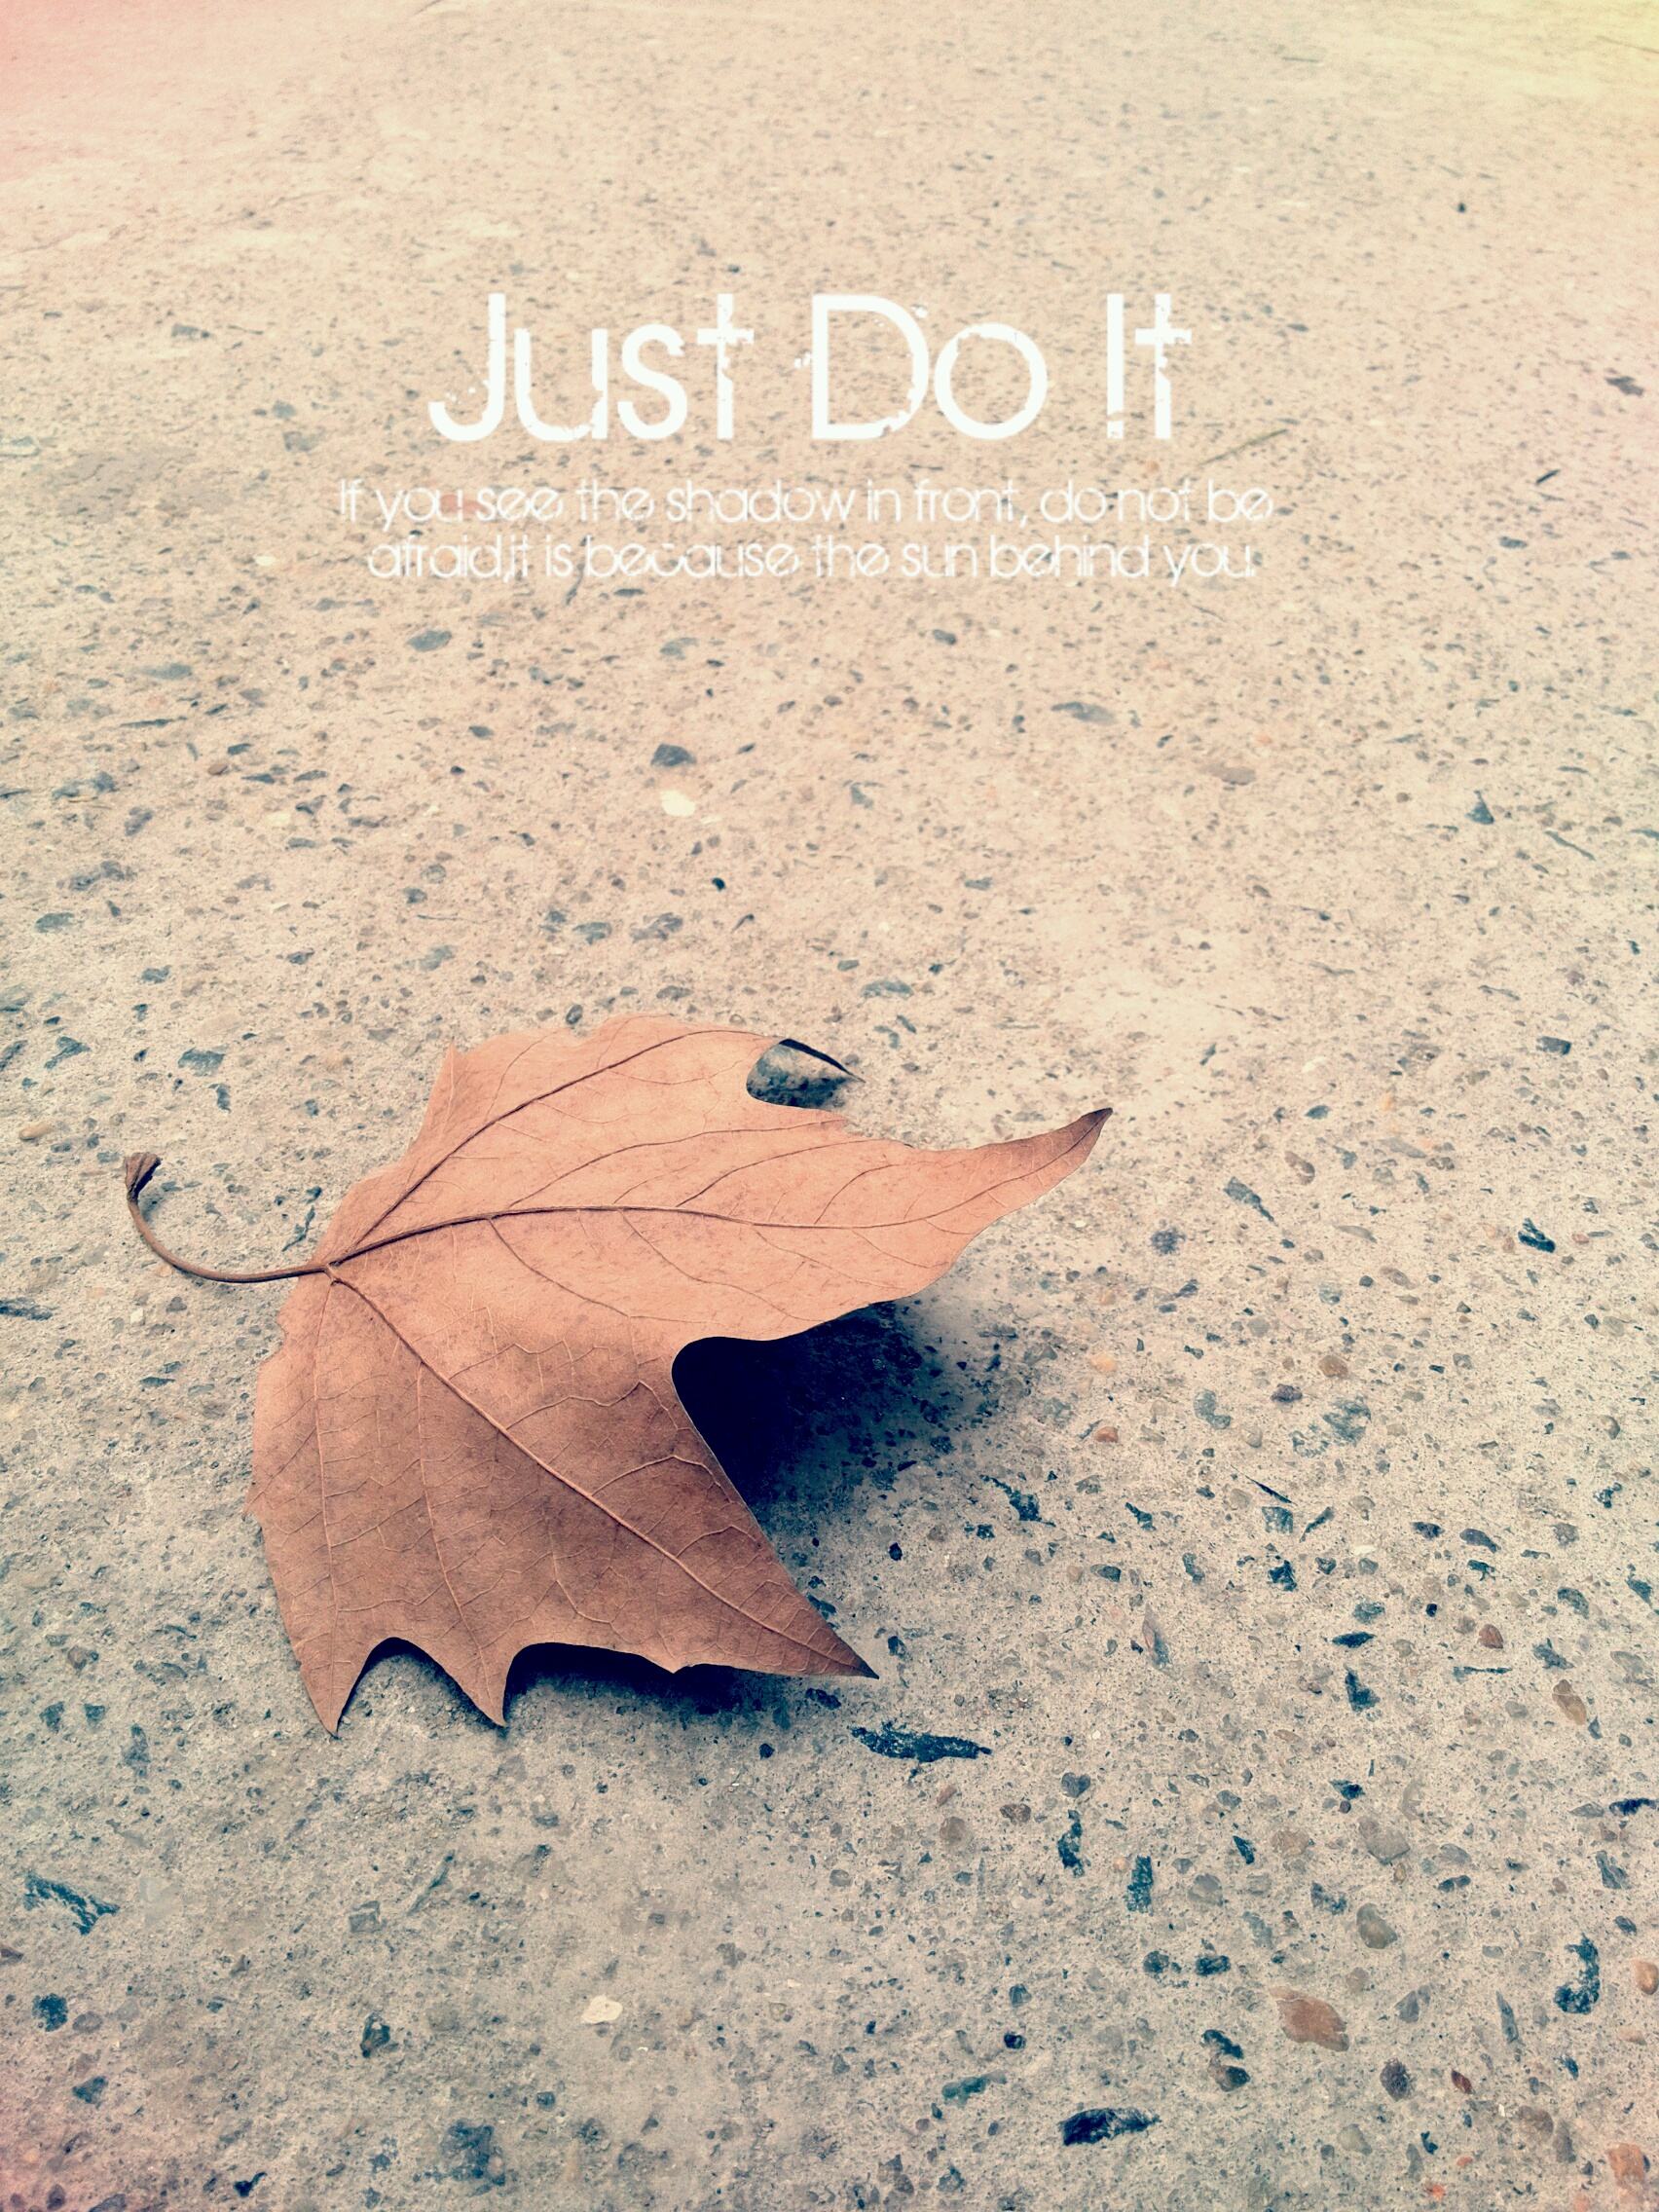 Just Do It
If you see the shadow in front, do not be
afraid,it is because the sun behind you.